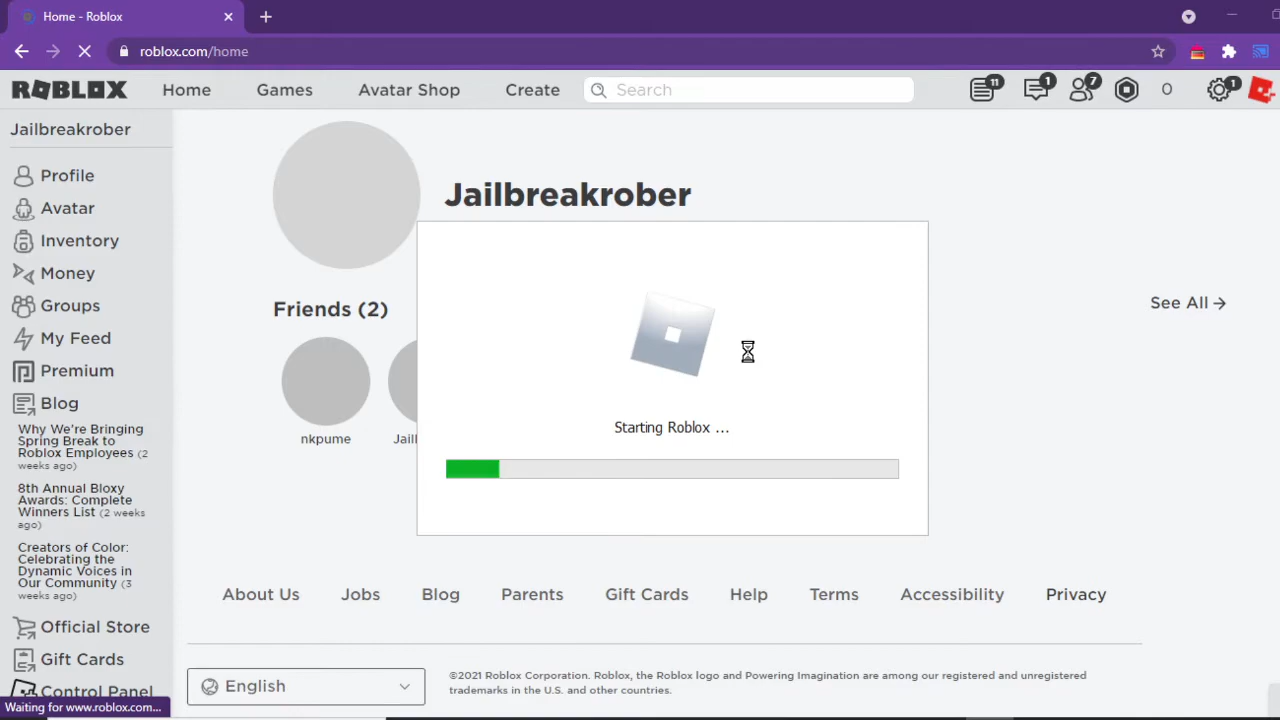 Home - Roblox
roblox.com/home
ROBLOX
Home
Games
Avatar Shop
Create
Search
11
1
7
0
1
Jailbreakrober
Profile
Avatar
Inventory
Money
Groups
My Feed
Premium
Blog
Why We're Bringing
Spring Break to
Roblox Employees (2
weeks ago)
8th Annual Bloxy
Awards: Complete
Winners List (2 weeks
ago)
Creators of Color:
Celebrating the
Dynamic Voices in
Our Community (3
weeks ago)
Official Store
Gift Cards
Control Panel
Waiting for www.roblox.com...
Jailbreakrober
Friends (2)
See All
nkpume
Jail
Starting Roblox ...
About Us
Jobs
Blog
Parents
Gift Cards
Help
Terms
Accessibility
Privacy
English
©2021 Roblox Corporation. Roblox, the Roblox logo and Powering Imagination are among our registered and unregistered
trademarks in the U.S. and other countries.